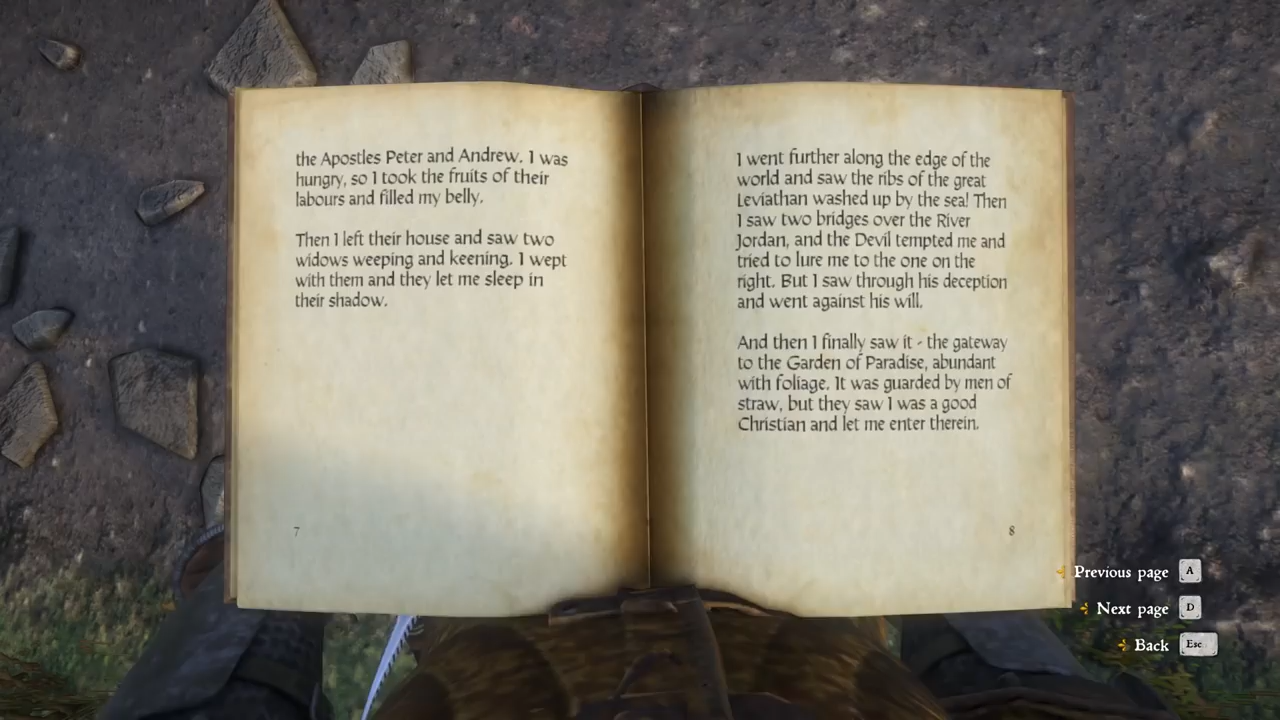 the Apostles Peter and Andrew. I was
hungry, so I took the fruits of their
labours and filled my belly.
Then I left their house and saw two
widows weeping and keening. I wept
with them and they let me sleep in
their shadow.
7
I went further along the edge of the
world and saw the ribs of the great
Leviathan washed up by the sea! Then
I saw two bridges over the River
Jordan, and the Devil tempted me and
tried to lure me to the one on the
right. But I saw through his deception
and went against his will.
And then I finally saw it - the gateway
to the Garden of Paradise, abundant
with foliage. It was guarded by men of
straw, but they saw I was a good
Christian and let me enter therein.
8
Previous page A
Next page D
Back Esc